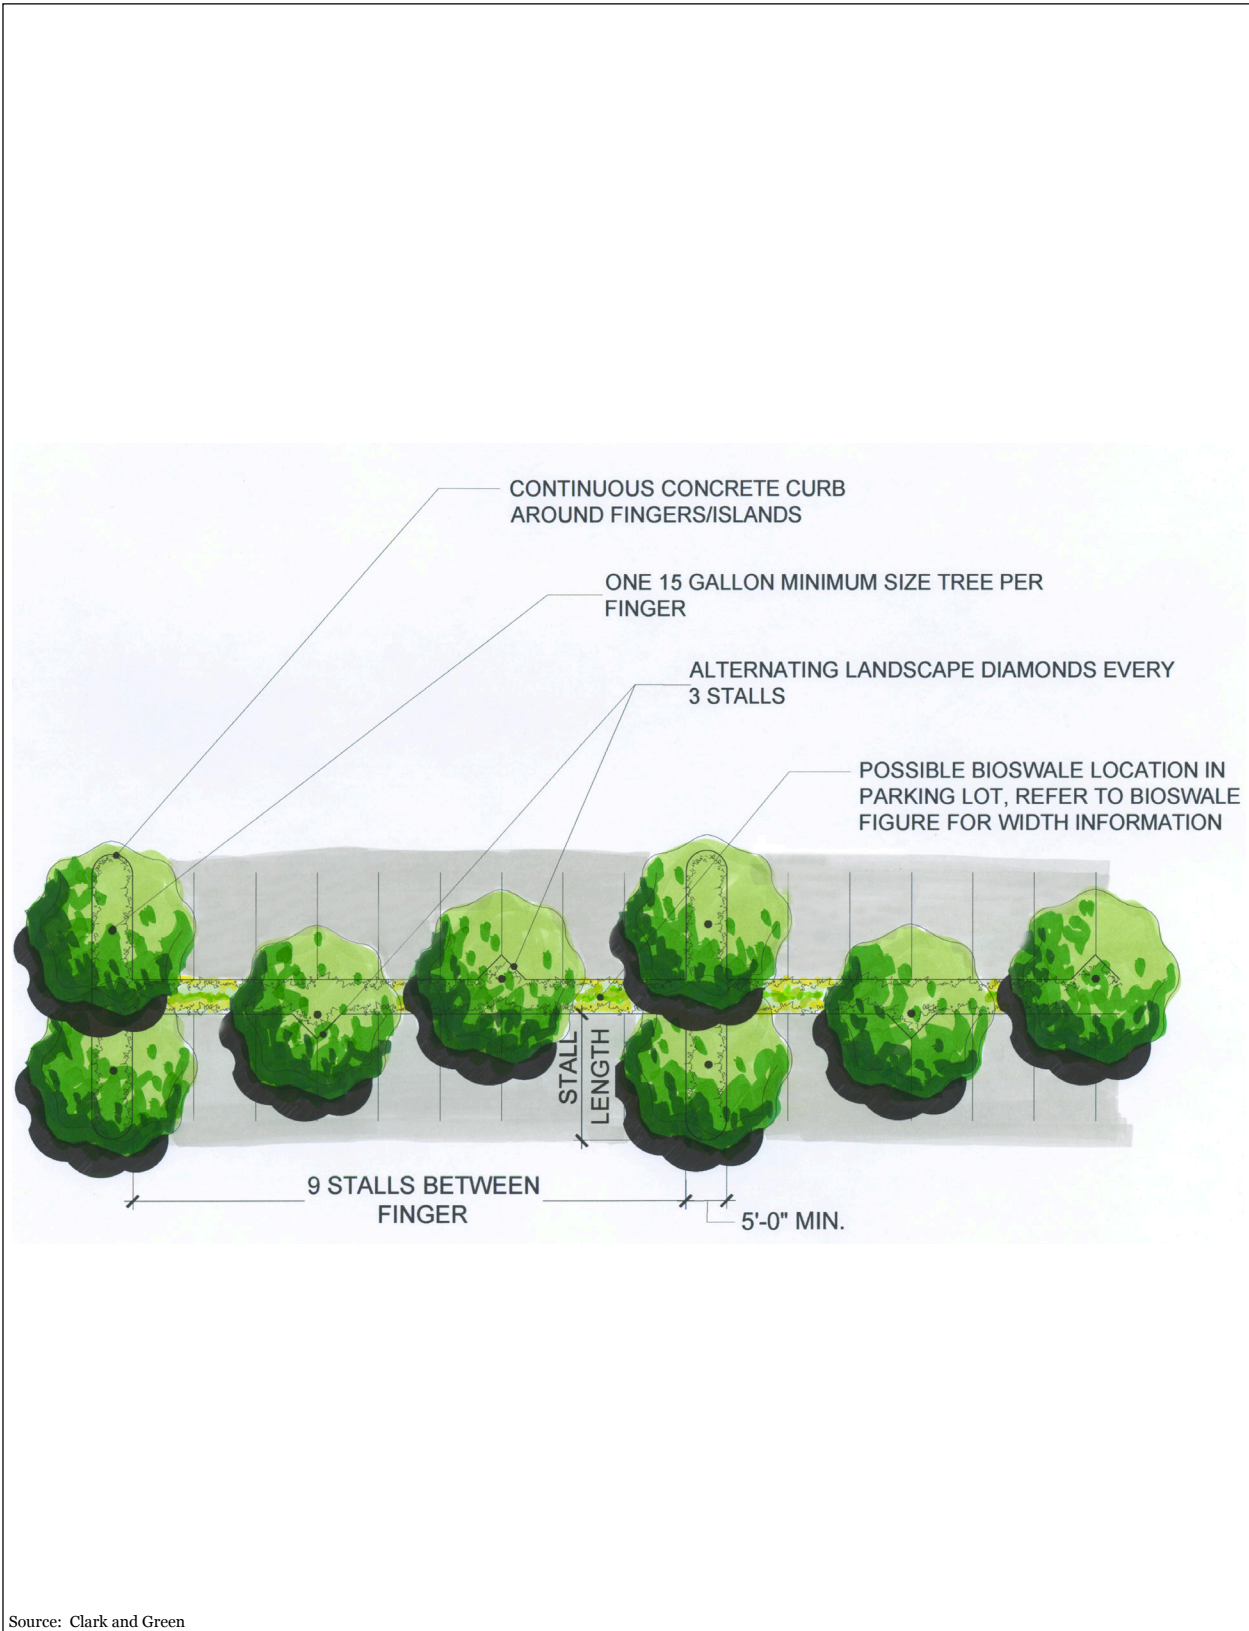 CONTINUOUS CONCRETE CURB
AROUND FINGERS/ISLANDS
ONE 15 GALLON MINIMUM SIZE TREE PER
FINGER
ALTERNATING LANDSCAPE DIAMONDS EVERY
3 STALLS
POSSIBLE BIOSWALE LOCATION IN
PARKING LOT, REFER TO BIOSWALE
FIGURE FOR WIDTH INFORMATION
STALL
LENGTH
9 STALLS BETWEEN
FINGER
5'-0" MIN.
Source: Clark and Green